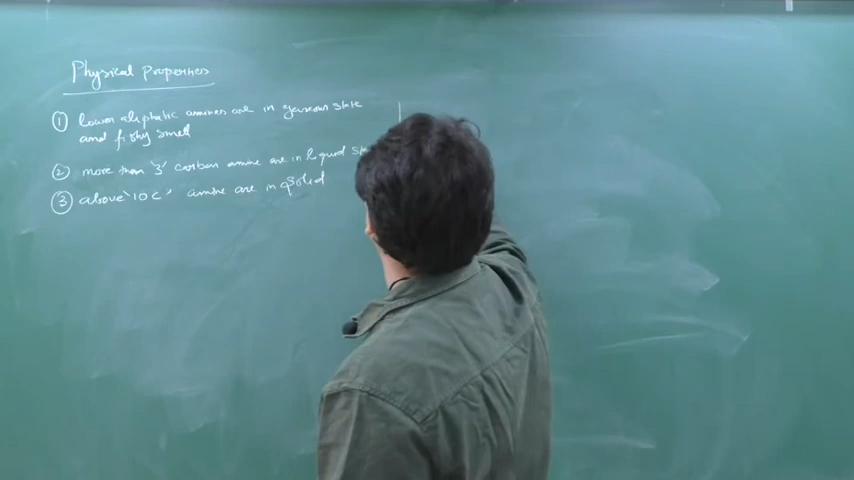 Physical Properties
① Lower aliphatic amines are in gaseous state
and fishy smell
② more than '3' carbon amine are in liquid
③ above '10 C' amine are in solid